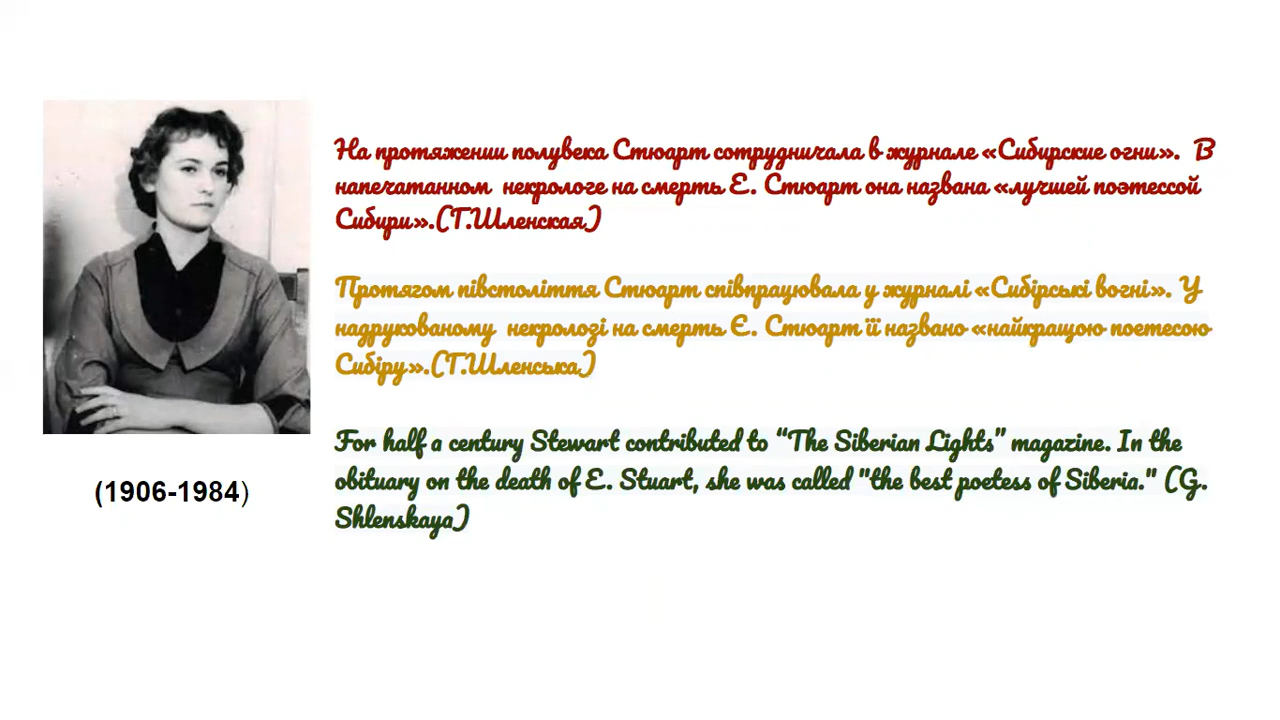 На протяжении полувека Стюарт сотрудничала в журнале «Сибирские огни». В
напечатанном некрологе на смерть Е. Стюарт она названа «лучшей поэтессой
Сибири».(Г.Шленская)
Протягом півстоліття Стюарт співпрацювала у журналі «Сибірські вогні». У
надрукованому некролозі на смерть Є. Стюарт її названо «найкращою поетесою
Сибіру».(Г.Шленська)
For half a century Stewart contributed to “The Siberian Lights” magazine. In the
obituary on the death of E. Stuart, she was called "the best poetess of Siberia." (G.
Shlenskaya)
(1906-1984)